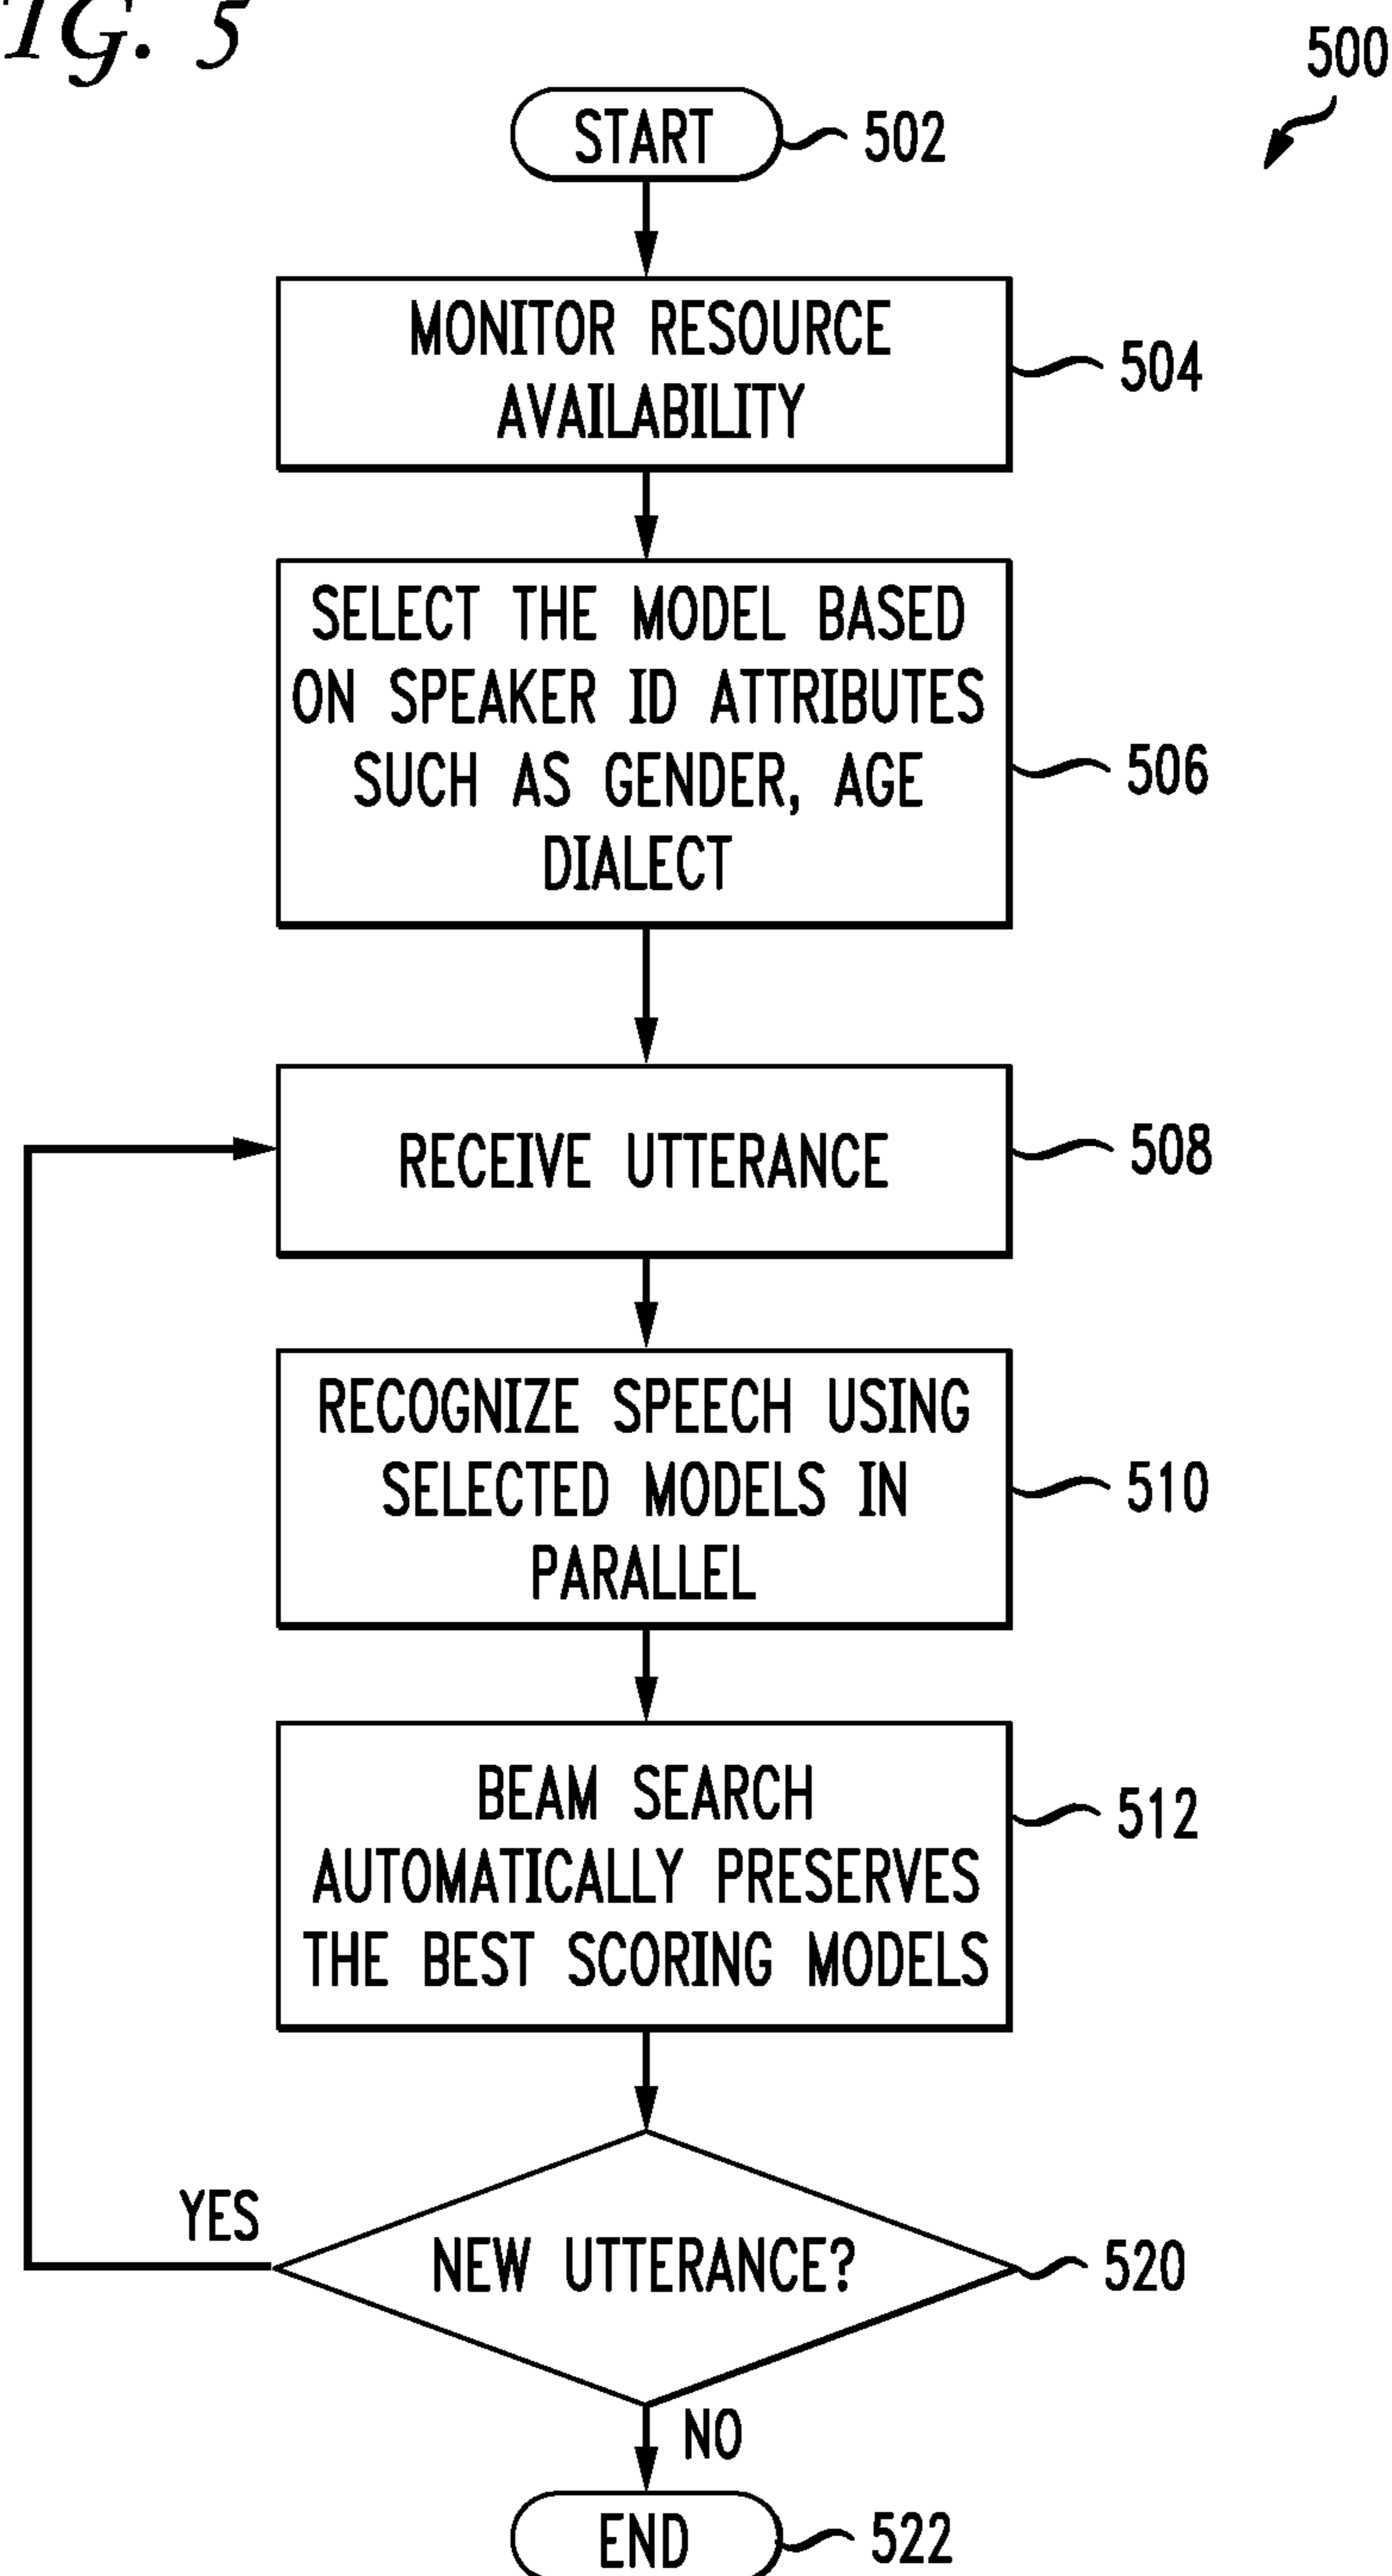 FIG. 5
500
START
502
MONITOR RESOURCE
AVAILABILITY
504
SELECT THE MODEL BASED
ON SPEAKER ID ATTRIBUTES
SUCH AS GENDER, AGE
DIALECT
506
RECEIVE UTTERANCE
508
RECOGNIZE SPEECH USING
SELECTED MODELS IN
PARALLEL
510
BEAM SEARCH
AUTOMATICALLY PRESERVES
THE BEST SCORING MODELS
512
YES
NEW UTTERANCE?
520
NO
END
522